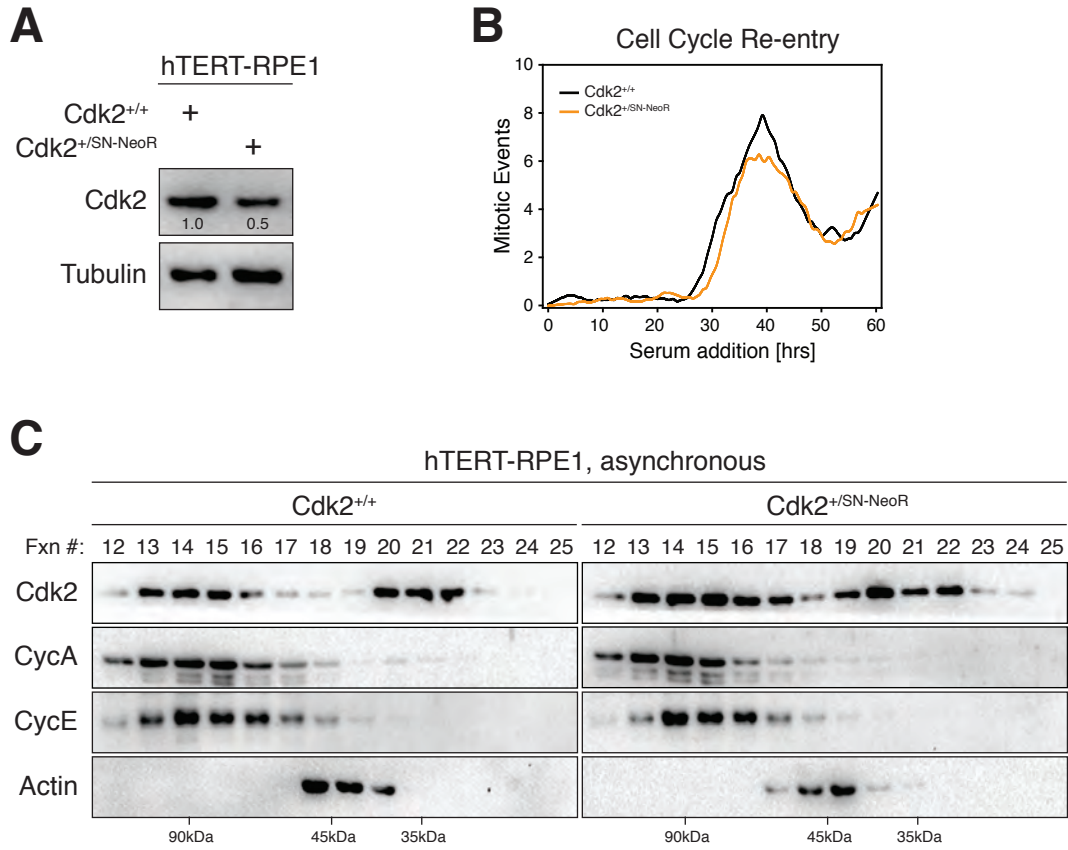 A
hTERT-RPE1
Cdk2+/+ +
Cdk2+/SN-NeoR +
Cdk2
1.0 0.5
Tubulin
B
Cell Cycle Re-entry
Mitotic Events
10
8
6
4
2
0
Cdk2+/+
Cdk2+/SN-NeoR
0 10 20 30 40 50 60
Serum addition [hrs]
C
hTERT-RPE1, asynchronous
Cdk2+/+ Cdk2+/SN-NeoR
Fxn #: 12 13 14 15 16 17 18 19 20 21 22 23 24 25 12 13 14 15 16 17 18 19 20 21 22 23 24 25
Cdk2
CycA
CycE
Actin
90kDa 45kDa 35kDa 90kDa 45kDa 35kDa